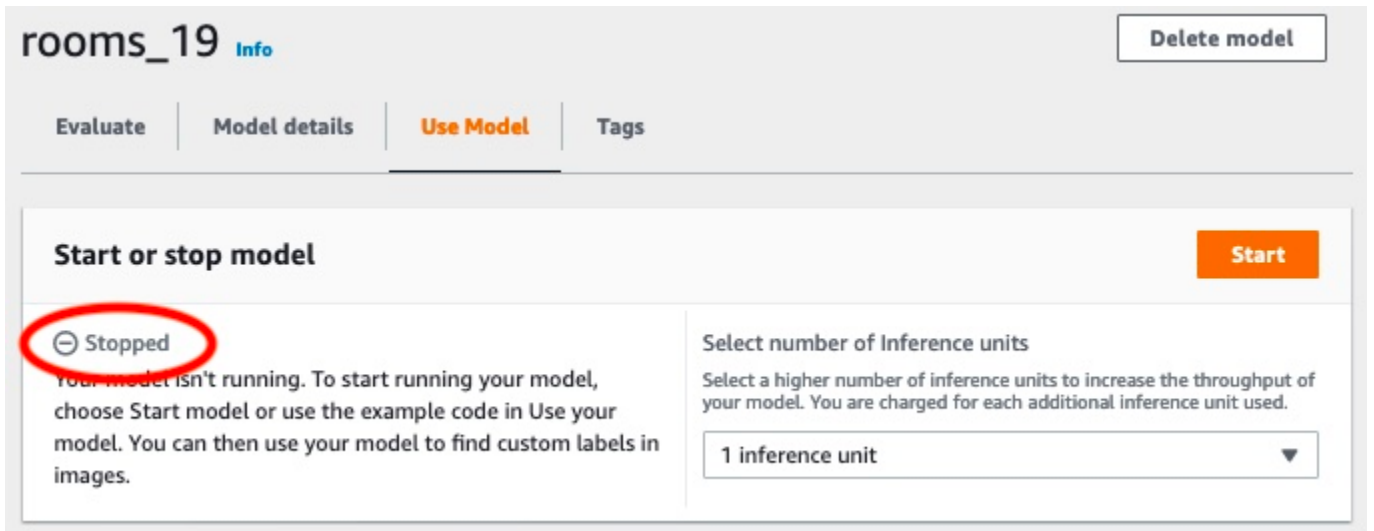 rooms_19 Info
Delete model
Evaluate
Model details
Use Model
Tags
Start or stop model
Start
Stopped
Your model isn't running. To start running your model,
choose Start model or use the example code in Use your
model. You can then use your model to find custom labels in
images.
Select number of Inference units
Select a higher number of inference units to increase the throughput of
your model. You are charged for each additional inference unit used.
1 inference unit